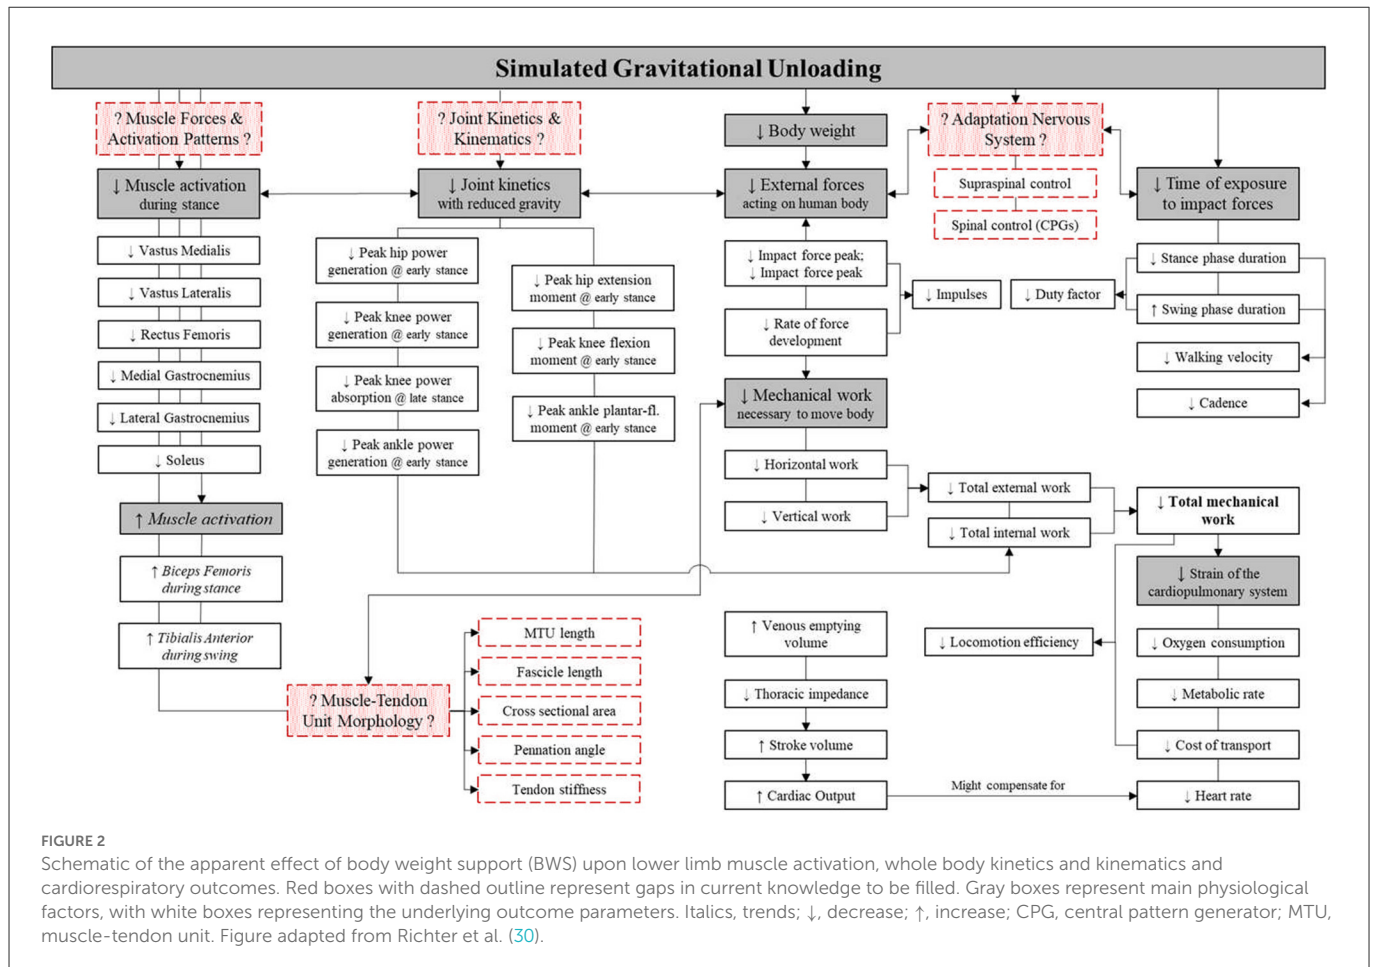 Simulated Gravitational Unloading
? Muscle Forces &
Activation Patterns ?
↓ Muscle activation
during stance
↓ Vastus Medialis
↓ Vastus Lateralis
↓ Rectus Femoris
↓ Medial Gastrocnemius
↓ Lateral Gastrocnemius
↓ Soleus
↑ Muscle activation
↑ Biceps Femoris
during stance
↑ Tibialis Anterior
during swing
? Joint Kinetics &
Kinematics ?
↓ Joint kinetics
with reduced gravity
↓ Peak hip power
generation @ early stance
↓ Peak knee power
generation @ early stance
↓ Peak knee power
absorption @ late stance
↓ Peak ankle power
generation @ early stance
↓ Peak hip extension
moment @ early stance
↓ Peak knee flexion
moment @ early stance
↓ Peak ankle plantar-fl.
moment @ early stance
? Muscle-Tendon
Unit Morphology ?
MTU length
Fascicle length
Cross sectional area
Pennation angle
Tendon stiffness
↓ Body weight
↓ External forces
acting on human body
↓ Impact force peak;
↓ Impact force peak
↓ Rate of force
development
↓ Impulses
↓ Mechanical work
necessary to move body
↓ Horizontal work
↓ Vertical work
↓ Total external work
↓ Total internal work
↑ Venous emptying
volume
↓ Thoracic impedance
↑ Stroke volume
↑ Cardiac Output
Might compensate for
? Adaptation Nervous
System ?
Supraspinal control
Spinal control (CPGs)
↓ Time of exposure
to impact forces
↓ Stance phase duration
↑ Swing phase duration
↓ Duty factor
↓ Walking velocity
↓ Cadence
↓ Total mechanical
work
↓ Strain of the
cardiopulmonary system
↓ Locomotion efficiency
↓ Oxygen consumption
↓ Metabolic rate
↓ Cost of transport
↓ Heart rate
FIGURE 2
Schematic of the apparent effect of body weight support (BWS) upon lower limb muscle activation, whole body kinetics and kinematics and
cardiorespiratory outcomes. Red boxes with dashed outline represent gaps in current knowledge to be filled. Gray boxes represent main physiological
factors, with white boxes representing the underlying outcome parameters. Italics, trends; ↓, decrease; ↑, increase; CPG, central pattern generator; MTU,
muscle-tendon unit. Figure adapted from Richter et al. (30).